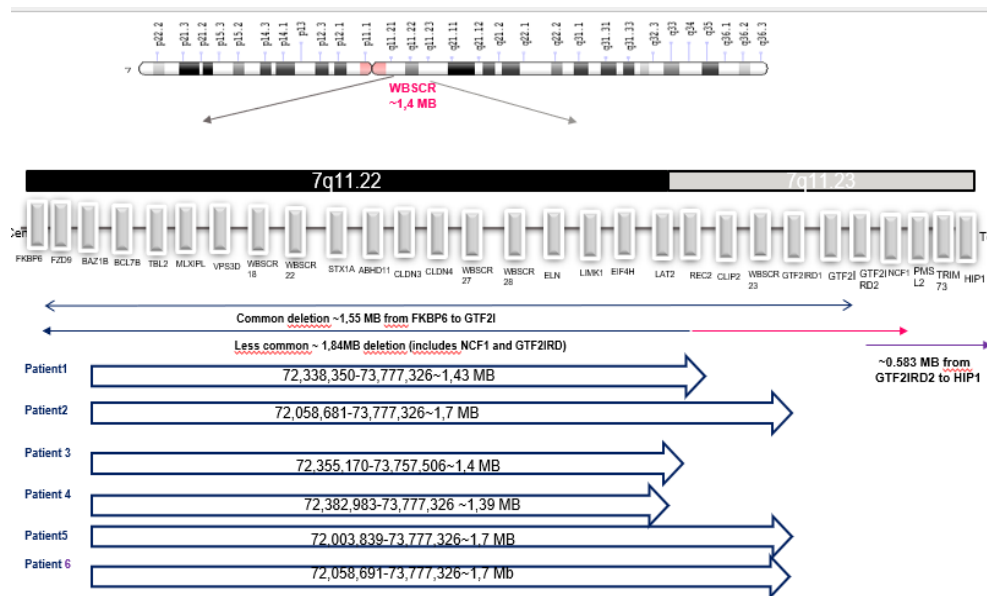 p22.2 p21.3 p21.2 p15.3 p15.2 p14.3 p14.1 p13 p12.3 p12.1 p11.1 q11.21 q11.22 q11.23 q21.11 q21.12 q21.2 q22.1 q22.2 q31.1 q31.2 q31.31 q31.33 q32.3 q33 q34 q35 q36.1 q36.2 q36.3
7
WBSCR
~1,4 MB
7q11.22 7q11.23
Cen
FKBP6 FZD9 BAZ1B BCL7B TBL2 MLXIPL VPS3D WBSCR 18 WBSCR 22 STX1A ABHD11 CLDN3 CLDN4 WBSCR 27 WBSCR 28 ELN LIMK1 EIF4H LAT2 REC2 CLIP2 WBSCR 23 GTF2IRD1 GTF2I GTF2I RD2 NCF1 PMS L2 TRIM 73 HIP1
Common deletion ~1,55 MB from FKBP6 to GTF2I
Less common ~ 1,84MB deletion (includes NCF1 and GTF2IRD)
~0.583 MB from
GTF2IRD2 to HIP1
Patient1 72,338,350-73,777,326~1,43 MB
Patient2 72,058,681-73,777,326~1,7 MB
Patient 3 72,355,170-73,757,506~1,4 MB
Patient 4 72,382,983-73,777,326 ~1,39 MB
Patient5 72,003,839-73,777,326~1,7 MB
Patient 6 72,058,691-73,777,326~1,7 Mb